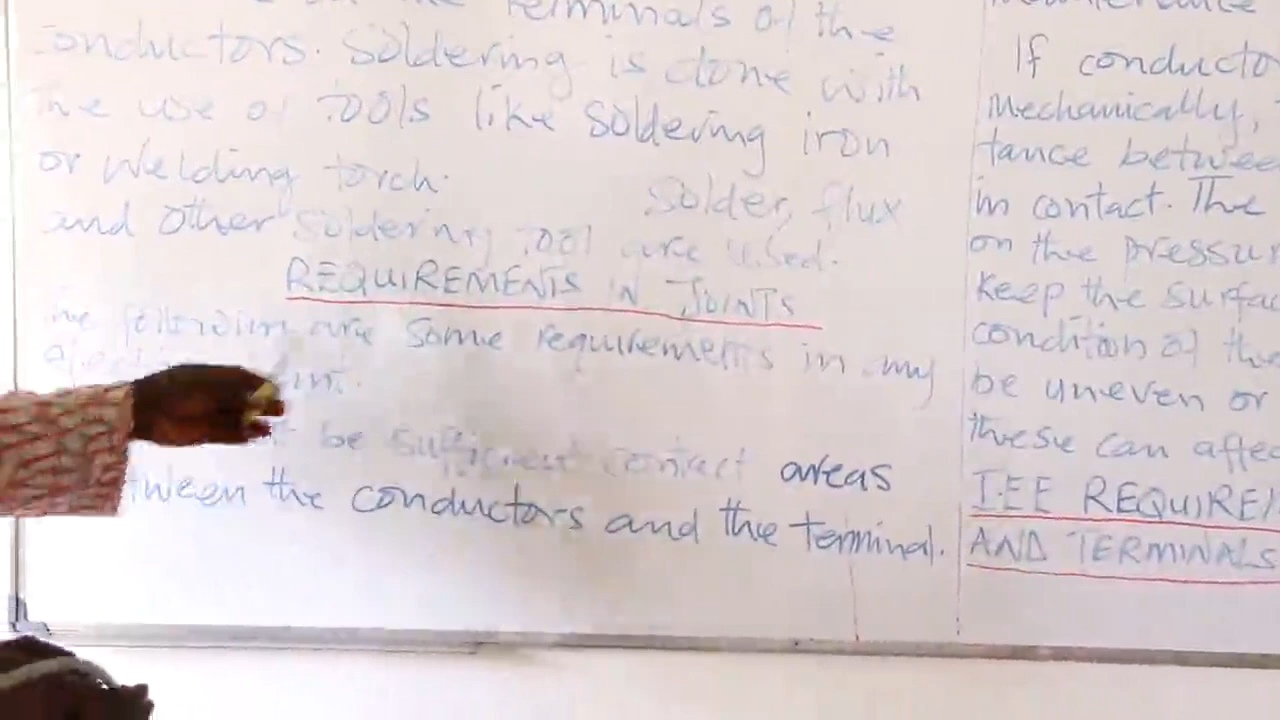 terminals of the
conductors. Soldering is done with
the use of tools like soldering iron
or welding torch.
solder, flux
and other soldering tool are used.
REQUIREMENTS IN JOINTS
The following are some requirements in any
int.
be sufficient contact areas
tween the conductors and the terminal.
If conducto
mechanically,
tance betwee
in contact. The
on the pressur
Keep the surfac
condition of the
be uneven or
these can affec
I.E.E REQUIREM
AND TERMINALS